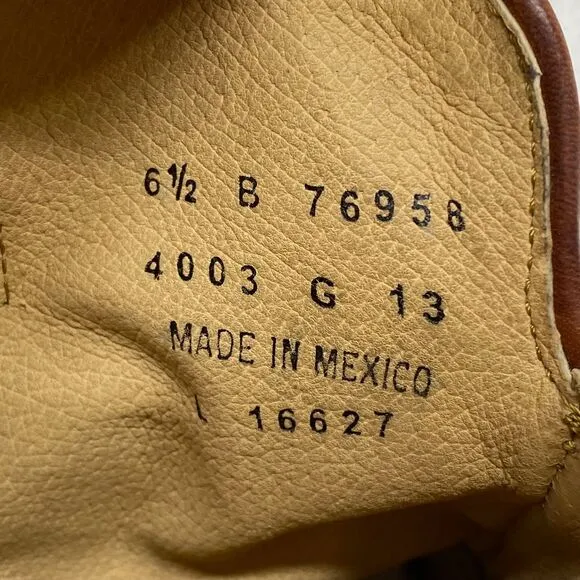 6½ B 76958
4003 G 13
MADE IN MEXICO
L 16627